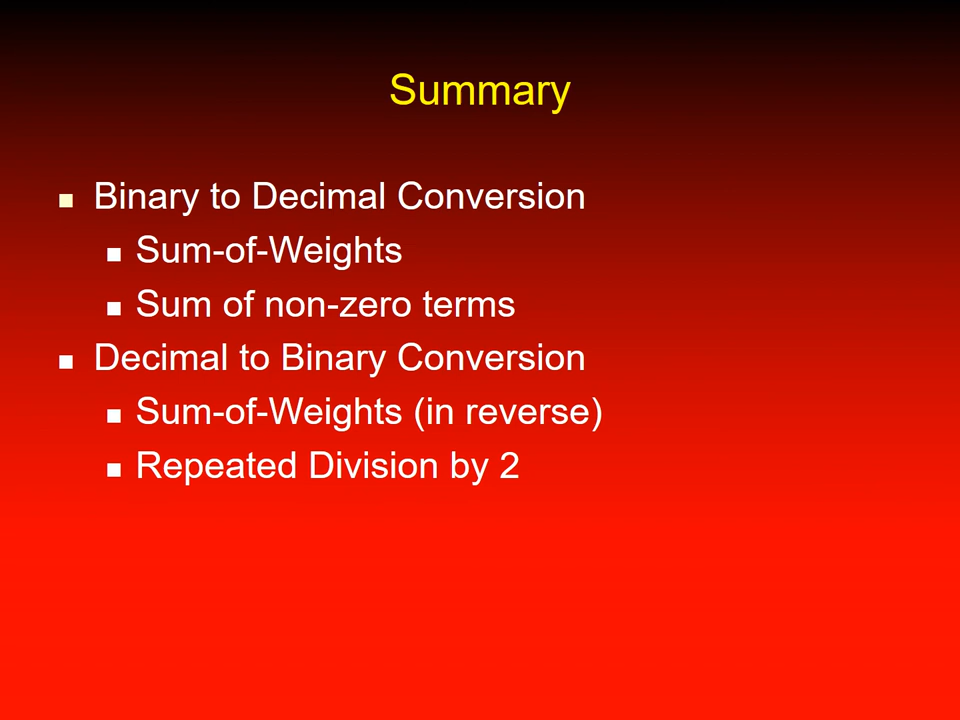 Summary
Binary to Decimal Conversion
Sum-of-Weights
Sum of non-zero terms
Decimal to Binary Conversion
Sum-of-Weights (in reverse)
Repeated Division by 2